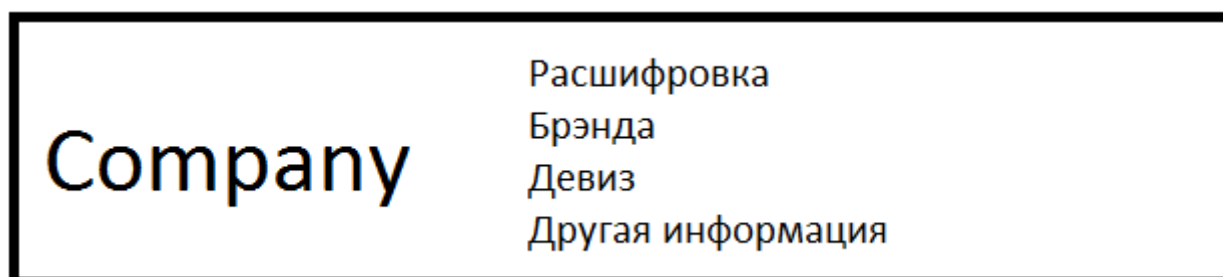 Company
Расшифровка
Брэнда
Девиз
Другая информация